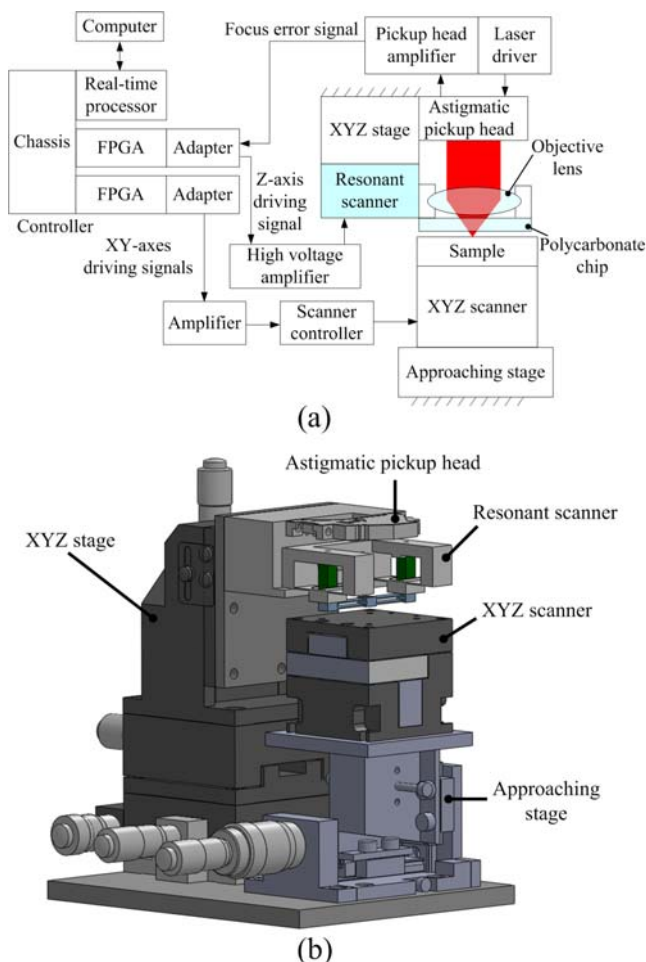 Computer
Real-time
processor
Chassis
FPGA
Adapter
FPGA
Adapter
Controller
Focus error signal
Pickup head
amplifier
Laser
driver
XYZ stage
Astigmatic
pickup head
Resonant
scanner
Objective
lens
Polycarbonate
chip
Z-axis
driving
signal
XY-axes
driving signals
High voltage
amplifier
Sample
XYZ scanner
Amplifier
Scanner
controller
Approaching stage
(a)
Astigmatic pickup head
Resonant scanner
XYZ stage
XYZ scanner
Approaching
stage
(b)